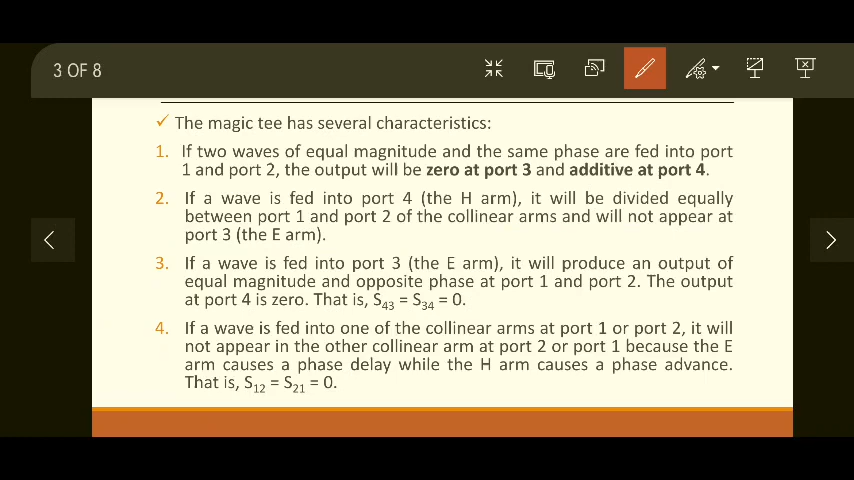 3 OF 8
✓ The magic tee has several characteristics:
1. If two waves of equal magnitude and the same phase are fed into port
1 and port 2, the output will be zero at port 3 and additive at port 4.
2. If a wave is fed into port 4 (the H arm), it will be divided equally
between port 1 and port 2 of the collinear arms and will not appear at
port 3 (the E arm).
3. If a wave is fed into port 3 (the E arm), it will produce an output of
equal magnitude and opposite phase at port 1 and port 2. The output
at port 4 is zero. That is, S43 = S34 = 0.
4. If a wave is fed into one of the collinear arms at port 1 or port 2, it will
not appear in the other collinear arm at port 2 or port 1 because the E
arm causes a phase delay while the H arm causes a phase advance.
That is, S12 = S21 = 0.